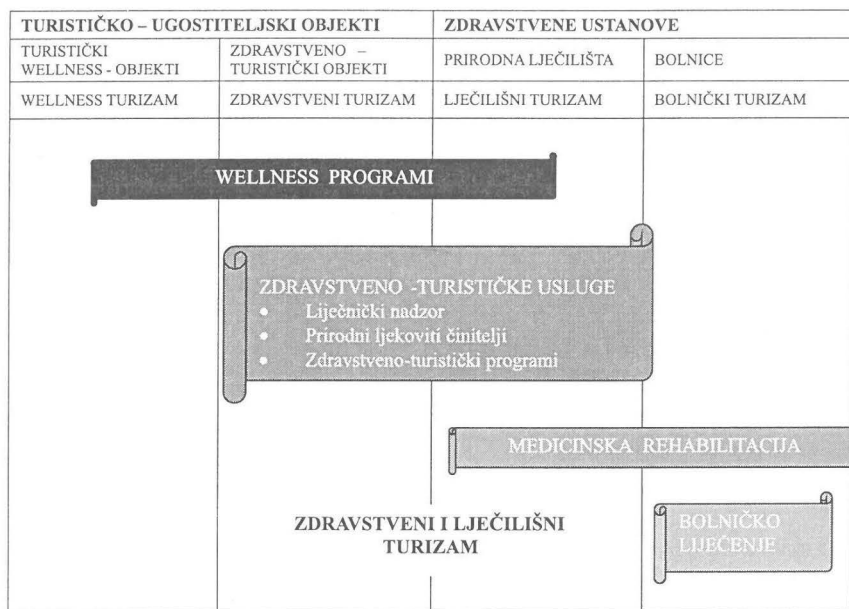 TURISTIČKO – UGOSTITELJSKI OBJEKTI
ZDRAVSTVENE USTANOVE
TURISTIČKI
WELLNESS - OBJEKTI
ZDRAVSTVENO –
TURISTIČKI OBJEKTI
PRIRODNA LJEČILIŠTA
BOLNICE
WELLNESS TURIZAM
ZDRAVSTVENI TURIZAM
LJEČILIŠNI TURIZAM
BOLNIČKI TURIZAM
WELLNESS PROGRAMI
ZDRAVSTVENO -TURISTIČKE USLUGE
• Liječnički nadzor
• Prirodni ljekoviti činitelji
• Zdravstveno-turistički programi
MEDICINSKA REHABILITACIJA
ZDRAVSTVENI I LJEČILIŠNI
TURIZAM
BOLNIČKO
LIJEČENJE